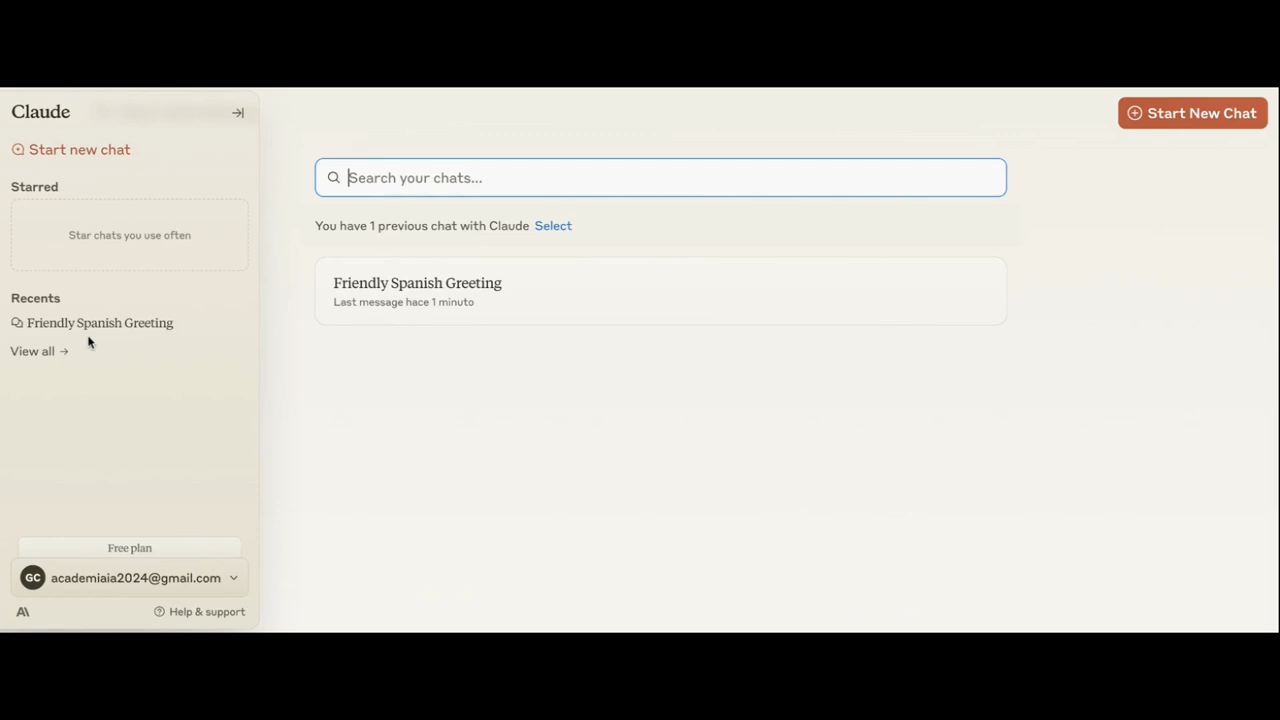 Claude
Start new chat
Starred
Star chats you use often
Recents
Friendly Spanish Greeting
View all →
Free plan
GC academiaia2024@gmail.com
A\ Help & support
Start New Chat
Search your chats...
You have 1 previous chat with Claude Select
Friendly Spanish Greeting
Last message hace 1 minuto